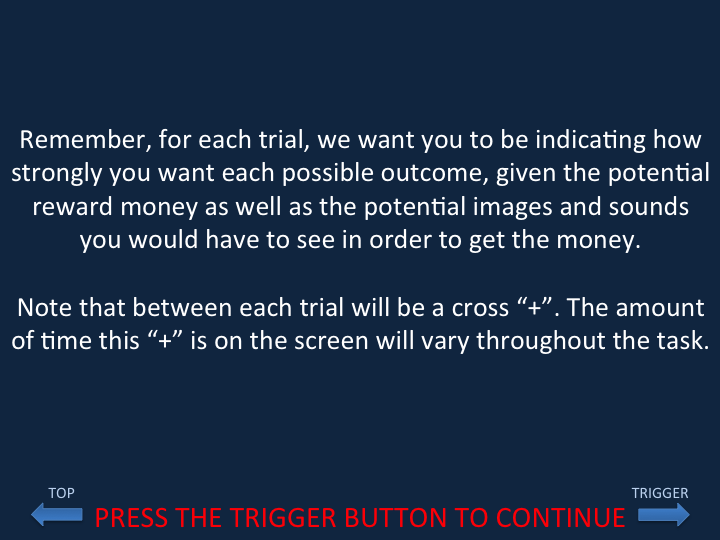 Remember, for each trial, we want you to be indicating how
strongly you want each possible outcome, given the potential
reward money as well as the potential images and sounds
you would have to see in order to get the money.
Note that between each trial will be a cross “+”. The amount
of time this “+” is on the screen will vary throughout the task.
TOP
TRIGGER
PRESS THE TRIGGER BUTTON TO CONTINUE